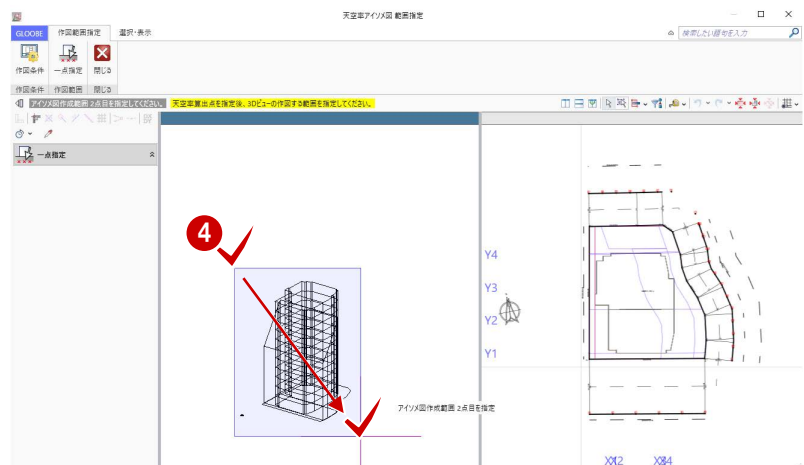 天空率アイソメ図 範囲指定
GLOOBE 作図範囲指定 選択・表示
検索したい語句を入力
作図条件 一点指定 閉じる
作図条件 作図範囲 閉じる
アイソメ図作成範囲 2点目を指定してください。 天空率算出点を指定後、3Dビューの作図する範囲を指定してください。
一点指定
4
Y4
Y3
Y2
Y1
アイソメ図作成範囲 2点目を指定